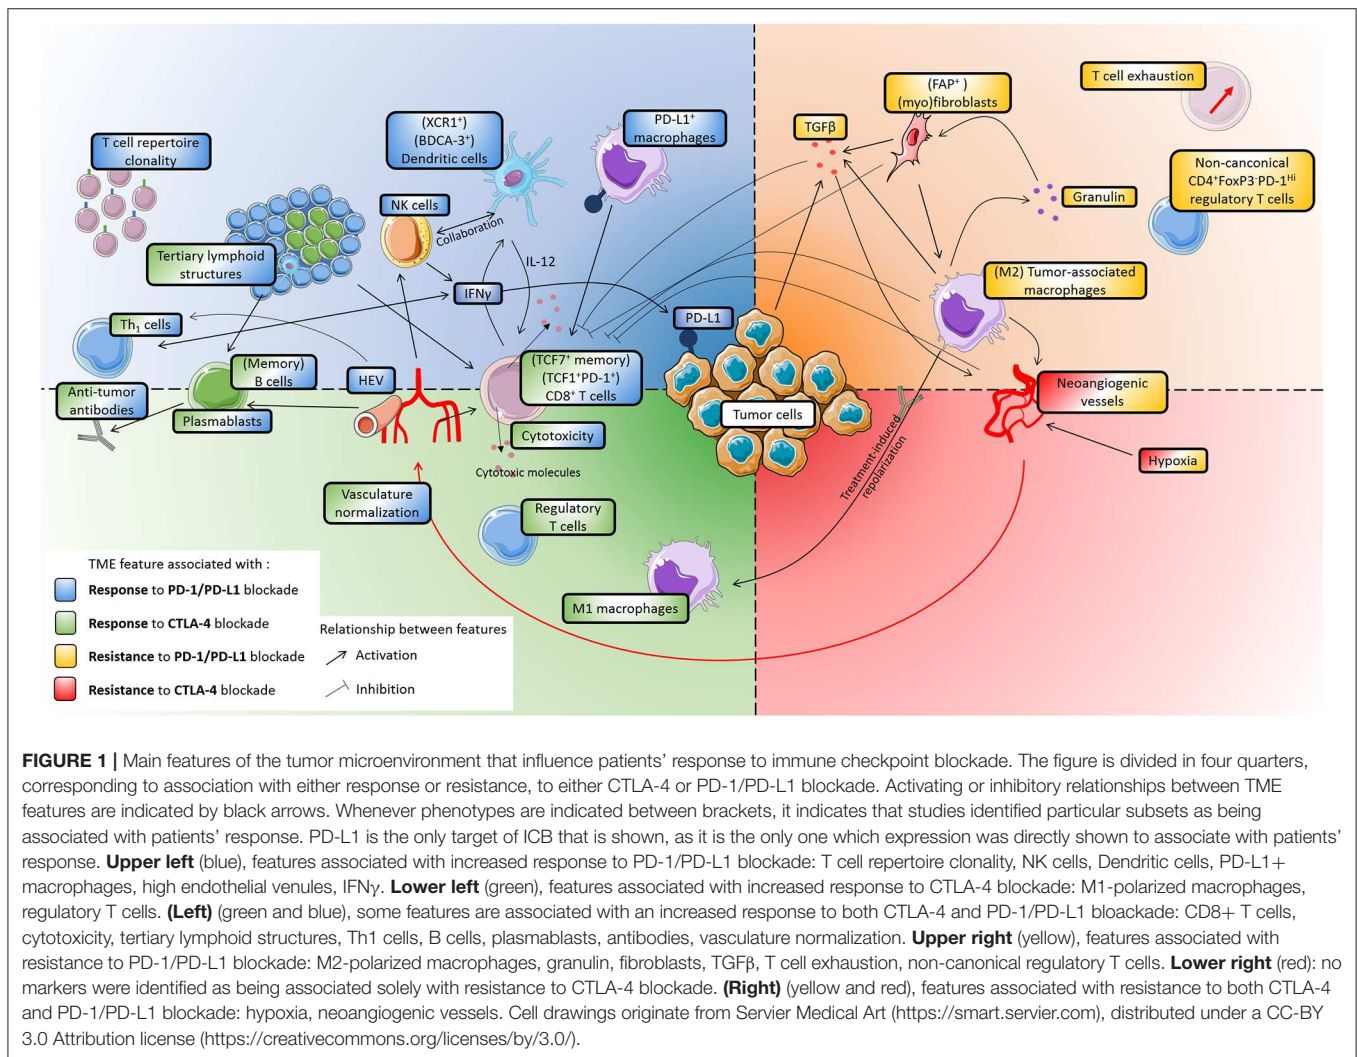 T cell repertoire
clonality
(XCR1⁺)
(BDCA-3⁺)
Dendritic cells
PD-L1⁺
macrophages
NK cells
Collaboration
Tertiary lymphoid
structures
IL-12
IFNγ
Th₁ cells
PD-L1
(Memory)
B cells
HEV
(TCF7⁺ memory)
(TCF1⁺PD-1⁺)
CD8⁺ T cells
Anti-tumor
antibodies
Plasmablasts
Cytotoxicity
Cytotoxic molecules
Tumor cells
Vasculature
normalization
Regulatory
T cells
M1 macrophages
TGFβ
(FAP⁺ )
(myo)fibroblasts
T cell exhaustion
Non-canconical
CD4⁺FoxP3⁻PD-1ᴴⁱ
regulatory T cells
Granulin
(M2) Tumor-associated
macrophages
Neoangiogenic
vessels
Hypoxia
Treatment-induced
repolarization
TME feature associated with :
Response to PD-1/PD-L1 blockade
Response to CTLA-4 blockade
Resistance to PD-1/PD-L1 blockade
Resistance to CTLA-4 blockade
Relationship between features
Activation
Inhibition
FIGURE 1 | Main features of the tumor microenvironment that influence patients’ response to immune checkpoint blockade. The figure is divided in four quarters,
corresponding to association with either response or resistance, to either CTLA-4 or PD-1/PD-L1 blockade. Activating or inhibitory relationships between TME
features are indicated by black arrows. Whenever phenotypes are indicated between brackets, it indicates that studies identified particular subsets as being
associated with patients’ response. PD-L1 is the only target of ICB that is shown, as it is the only one which expression was directly shown to associate with patients’
response. Upper left (blue), features associated with increased response to PD-1/PD-L1 blockade: T cell repertoire clonality, NK cells, Dendritic cells, PD-L1+
macrophages, high endothelial venules, IFNγ. Lower left (green), features associated with increased response to CTLA-4 blockade: M1-polarized macrophages,
regulatory T cells. (Left) (green and blue), some features are associated with an increased response to both CTLA-4 and PD-1/PD-L1 bloackade: CD8+ T cells,
cytotoxicity, tertiary lymphoid structures, Th1 cells, B cells, plasmablasts, antibodies, vasculature normalization. Upper right (yellow), features associated with
resistance to PD-1/PD-L1 blockade: M2-polarized macrophages, granulin, fibroblasts, TGFβ, T cell exhaustion, non-canonical regulatory T cells. Lower right (red): no
markers were identified as being associated solely with resistance to CTLA-4 blockade. (Right) (yellow and red), features associated with resistance to both CTLA-4
and PD-1/PD-L1 blockade: hypoxia, neoangiogenic vessels. Cell drawings originate from Servier Medical Art (https://smart.servier.com), distributed under a CC-BY
3.0 Attribution license (https://creativecommons.org/licenses/by/3.0/).